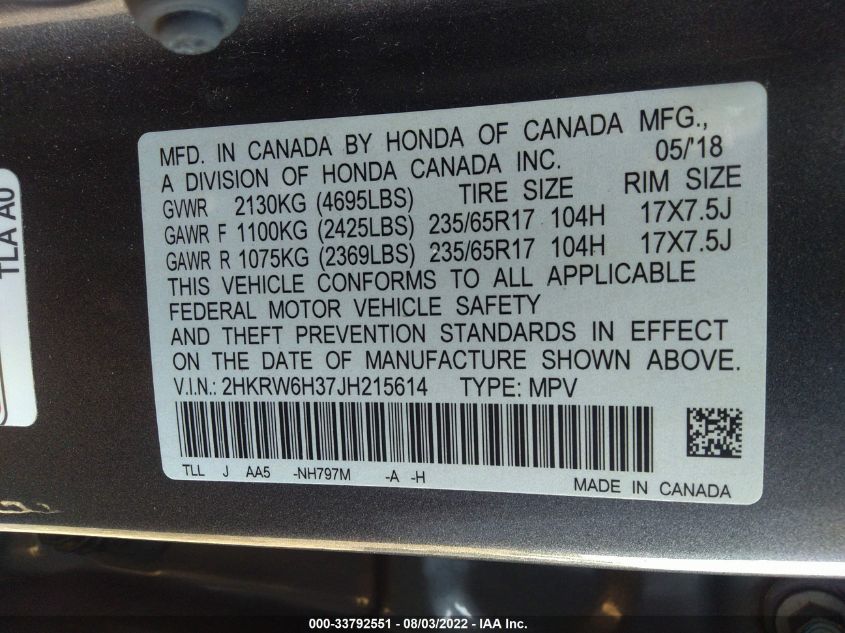 MFD. IN CANADA BY HONDA OF CANADA MFG.,
A DIVISION OF HONDA CANADA INC. 05/'18
GVWR 2130KG (4695LBS) TIRE SIZE RIM SIZE
GAWR F 1100KG (2425LBS) 235/65R17 104H 17X7.5J
GAWR R 1075KG (2369LBS) 235/65R17 104H 17X7.5J
THIS VEHICLE CONFORMS TO ALL APPLICABLE
FEDERAL MOTOR VEHICLE SAFETY
AND THEFT PREVENTION STANDARDS IN EFFECT
ON THE DATE OF MANUFACTURE SHOWN ABOVE.
V.I.N.: 2HKRW6H37JH215614 TYPE: MPV
TLL J AA5 -NH797M -A -H
MADE IN CANADA
TLA A0
000-33792551 - 08/03/2022 - IAA Inc.